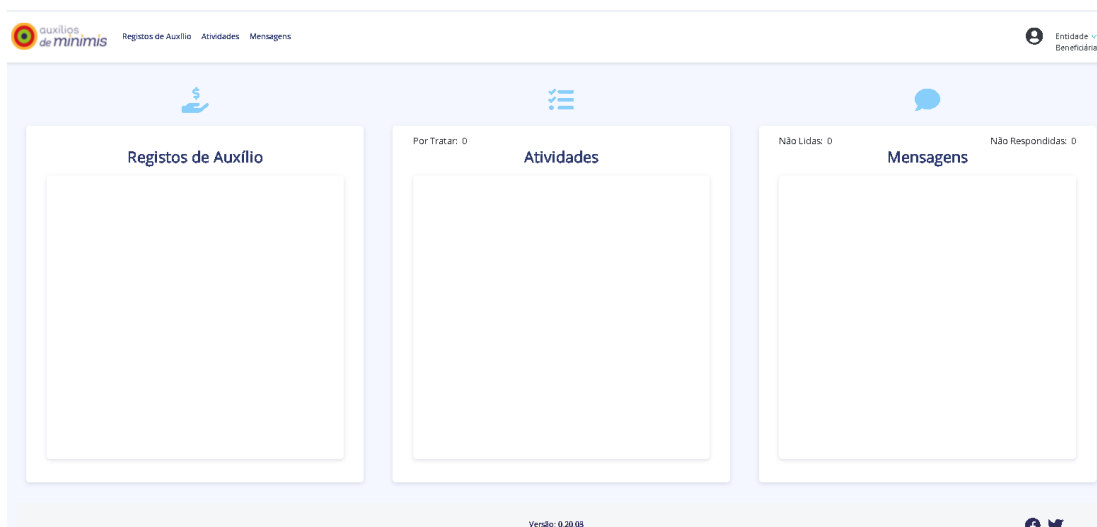 auxílios
de minimis
Registos de Auxílio Atividades Mensagens
Entidade
Beneficiária
Registos de Auxílio
Por Tratar: 0
Atividades
Não Lidas: 0 Não Respondidas: 0
Mensagens
Versão: 0.20.03